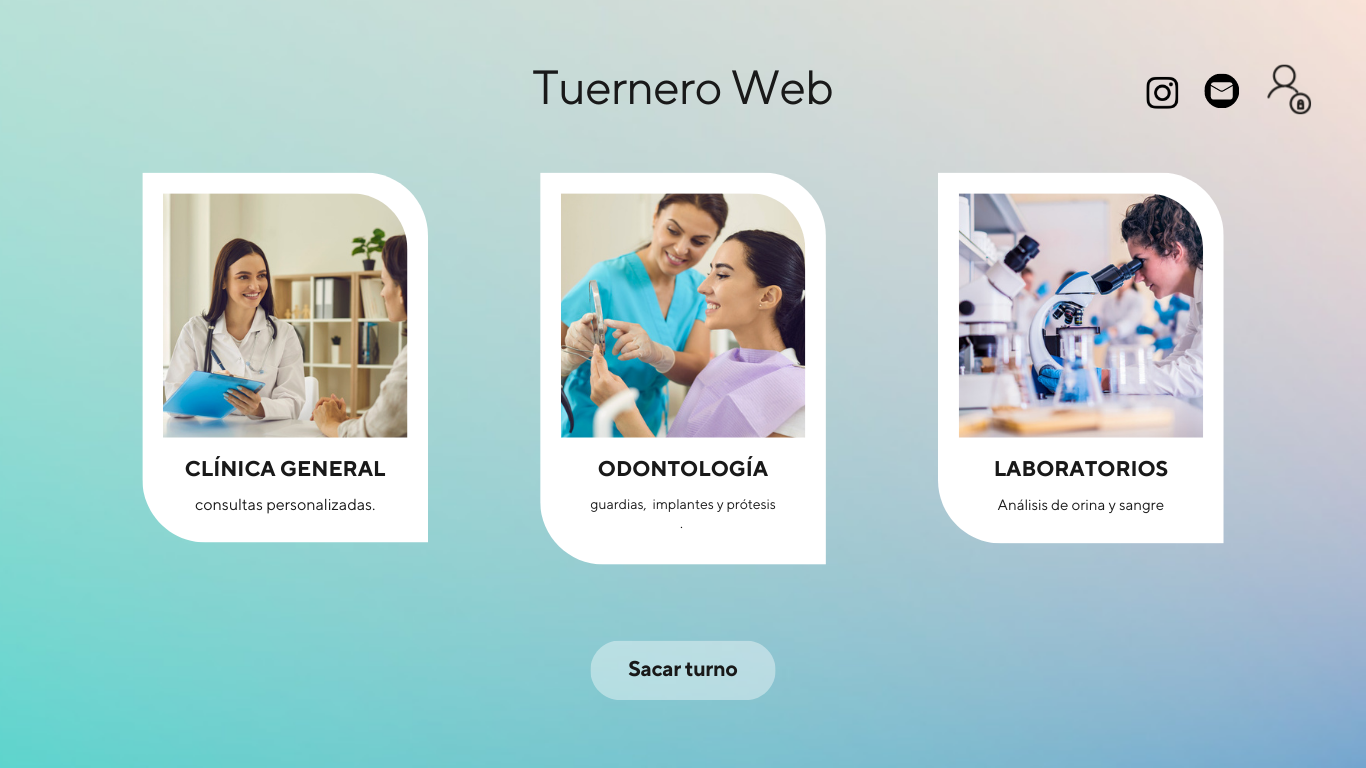 Tuernero Web
CLÍNICA GENERAL
consultas personalizadas.
ODONTOLOGÍA
guardias,  implantes y prótesis
.
LABORATORIOS
Análisis de orina y sangre
Sacar turno